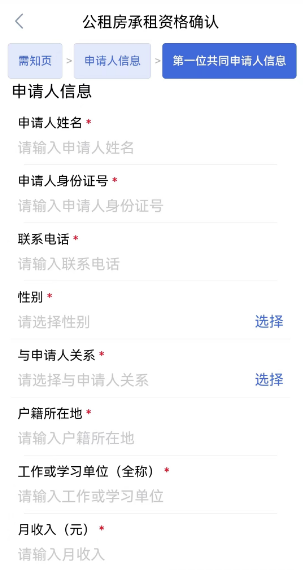 公租房承租资格确认
需知页 > 申请人信息 > 第一位共同申请人信息
申请人信息
申请人姓名 *
请输入申请人姓名
申请人身份证号 *
请输入申请人身份证号
联系电话 *
请输入联系电话
性别 *
请选择性别 选择
与申请人关系 *
请选择与申请人关系 选择
户籍所在地 *
请输入户籍所在地
工作或学习单位（全称） *
请输入工作或学习单位
月收入（元） *
请输入月收入